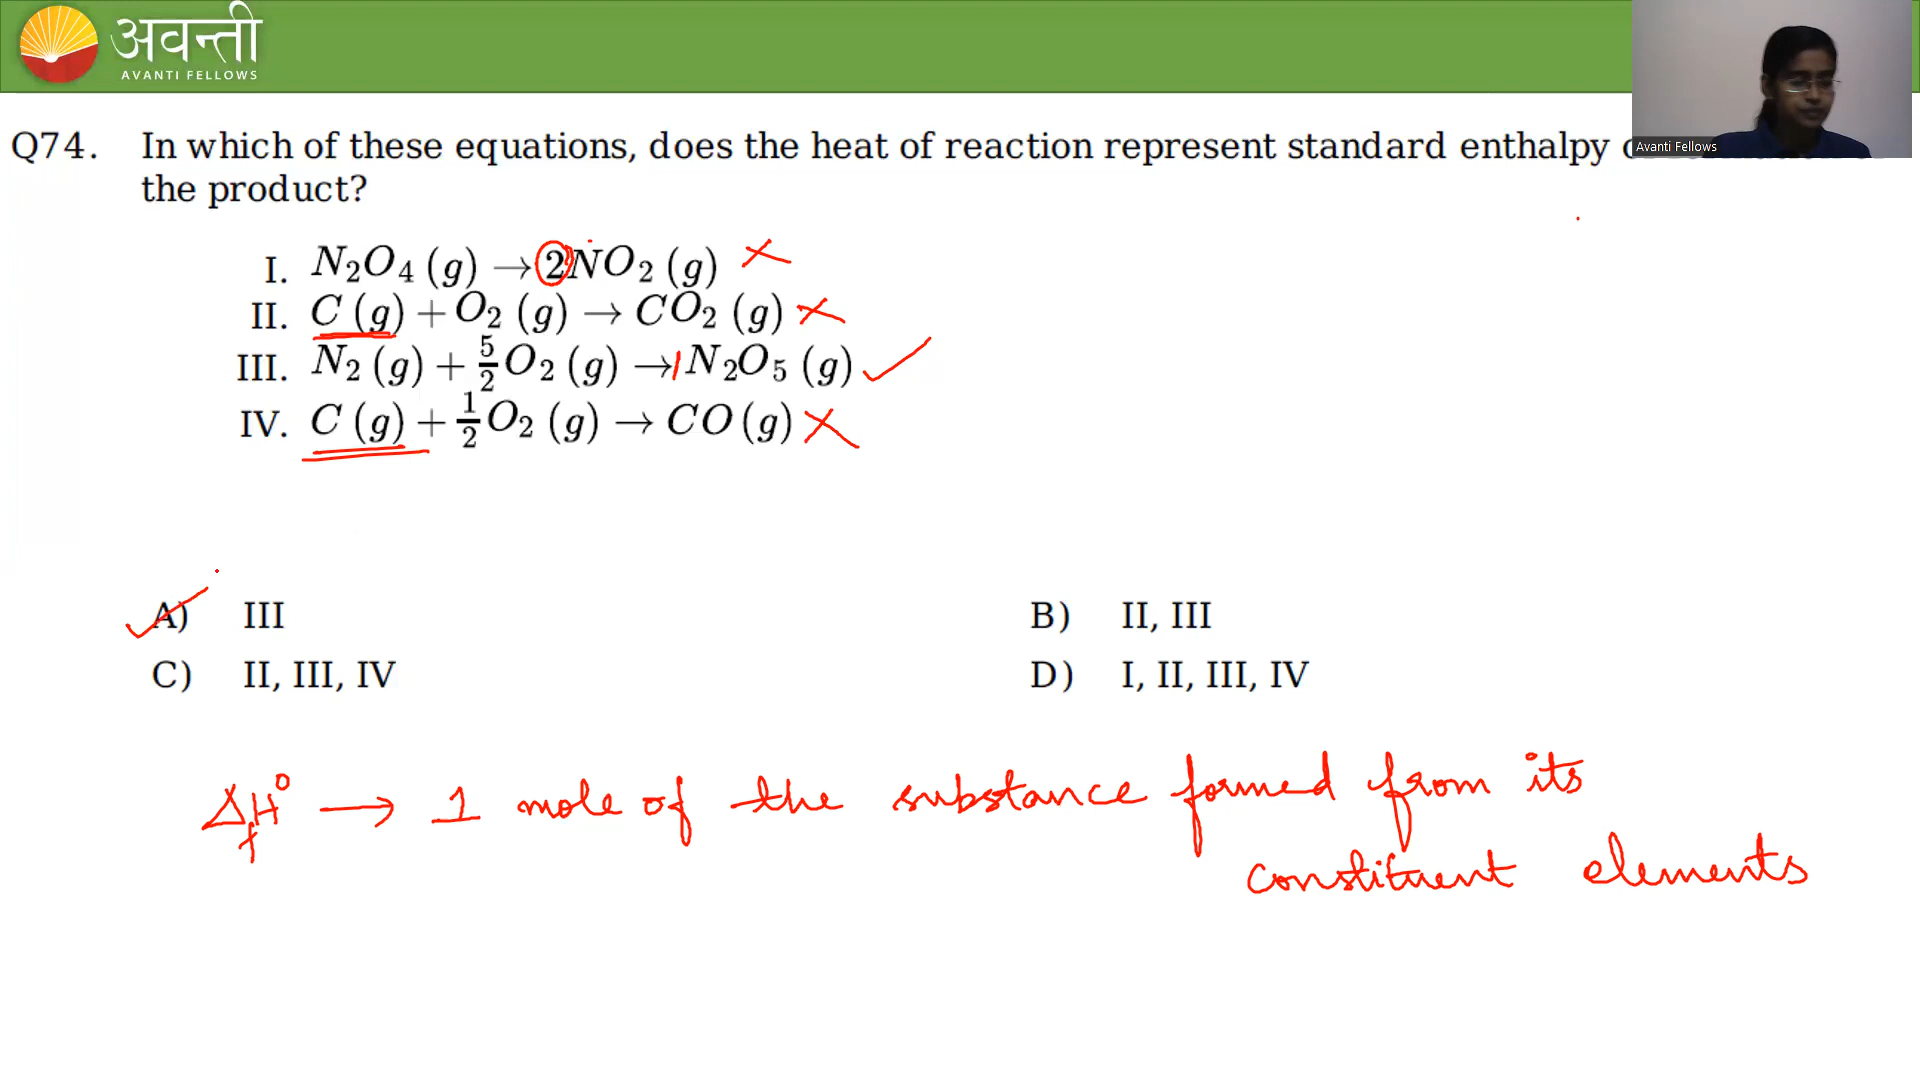 अवन्ती
AVANTI FELLOWS
Avanti Fellows
Q74. In which of these equations, does the heat of reaction represent standard enthalpy
the product?
I. N₂O₄ (g) → 2NO₂ (g) ×
II. C (g) + O₂ (g) → CO₂ (g) ×
III. N₂ (g) + 5/2 O₂ (g) → 1 N₂O₅ (g) ✓
IV. C (g) + 1/2 O₂ (g) → CO (g) ×
✓ A) III B) II, III
C) II, III, IV D) I, II, III, IV
Δ_fH° → 1 mole of the substance formed from its
constituent elements